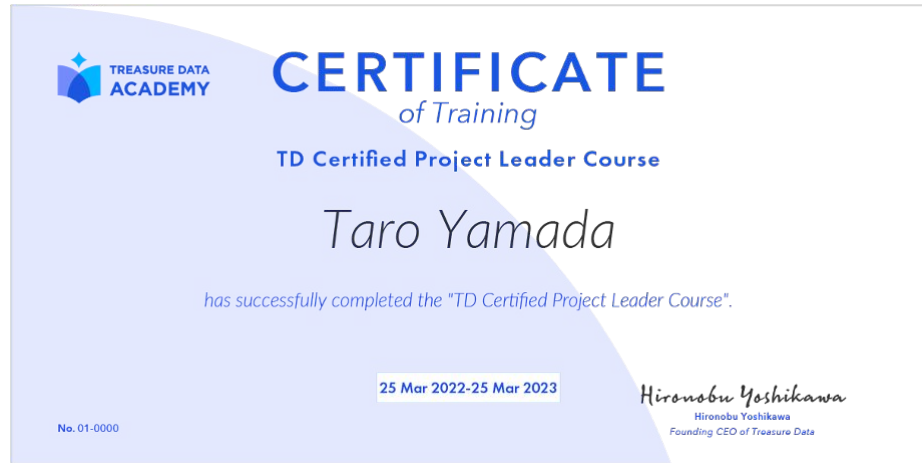 TREASURE DATA
ACADEMY
CERTIFICATE
of Training
TD Certified Project Leader Course
Taro Yamada
has successfully completed the "TD Certified Project Leader Course".
25 Mar 2022-25 Mar 2023
Hironobu Yoshikawa
Hironobu Yoshikawa
Founding CEO of Treasure Data
No. 01-0000